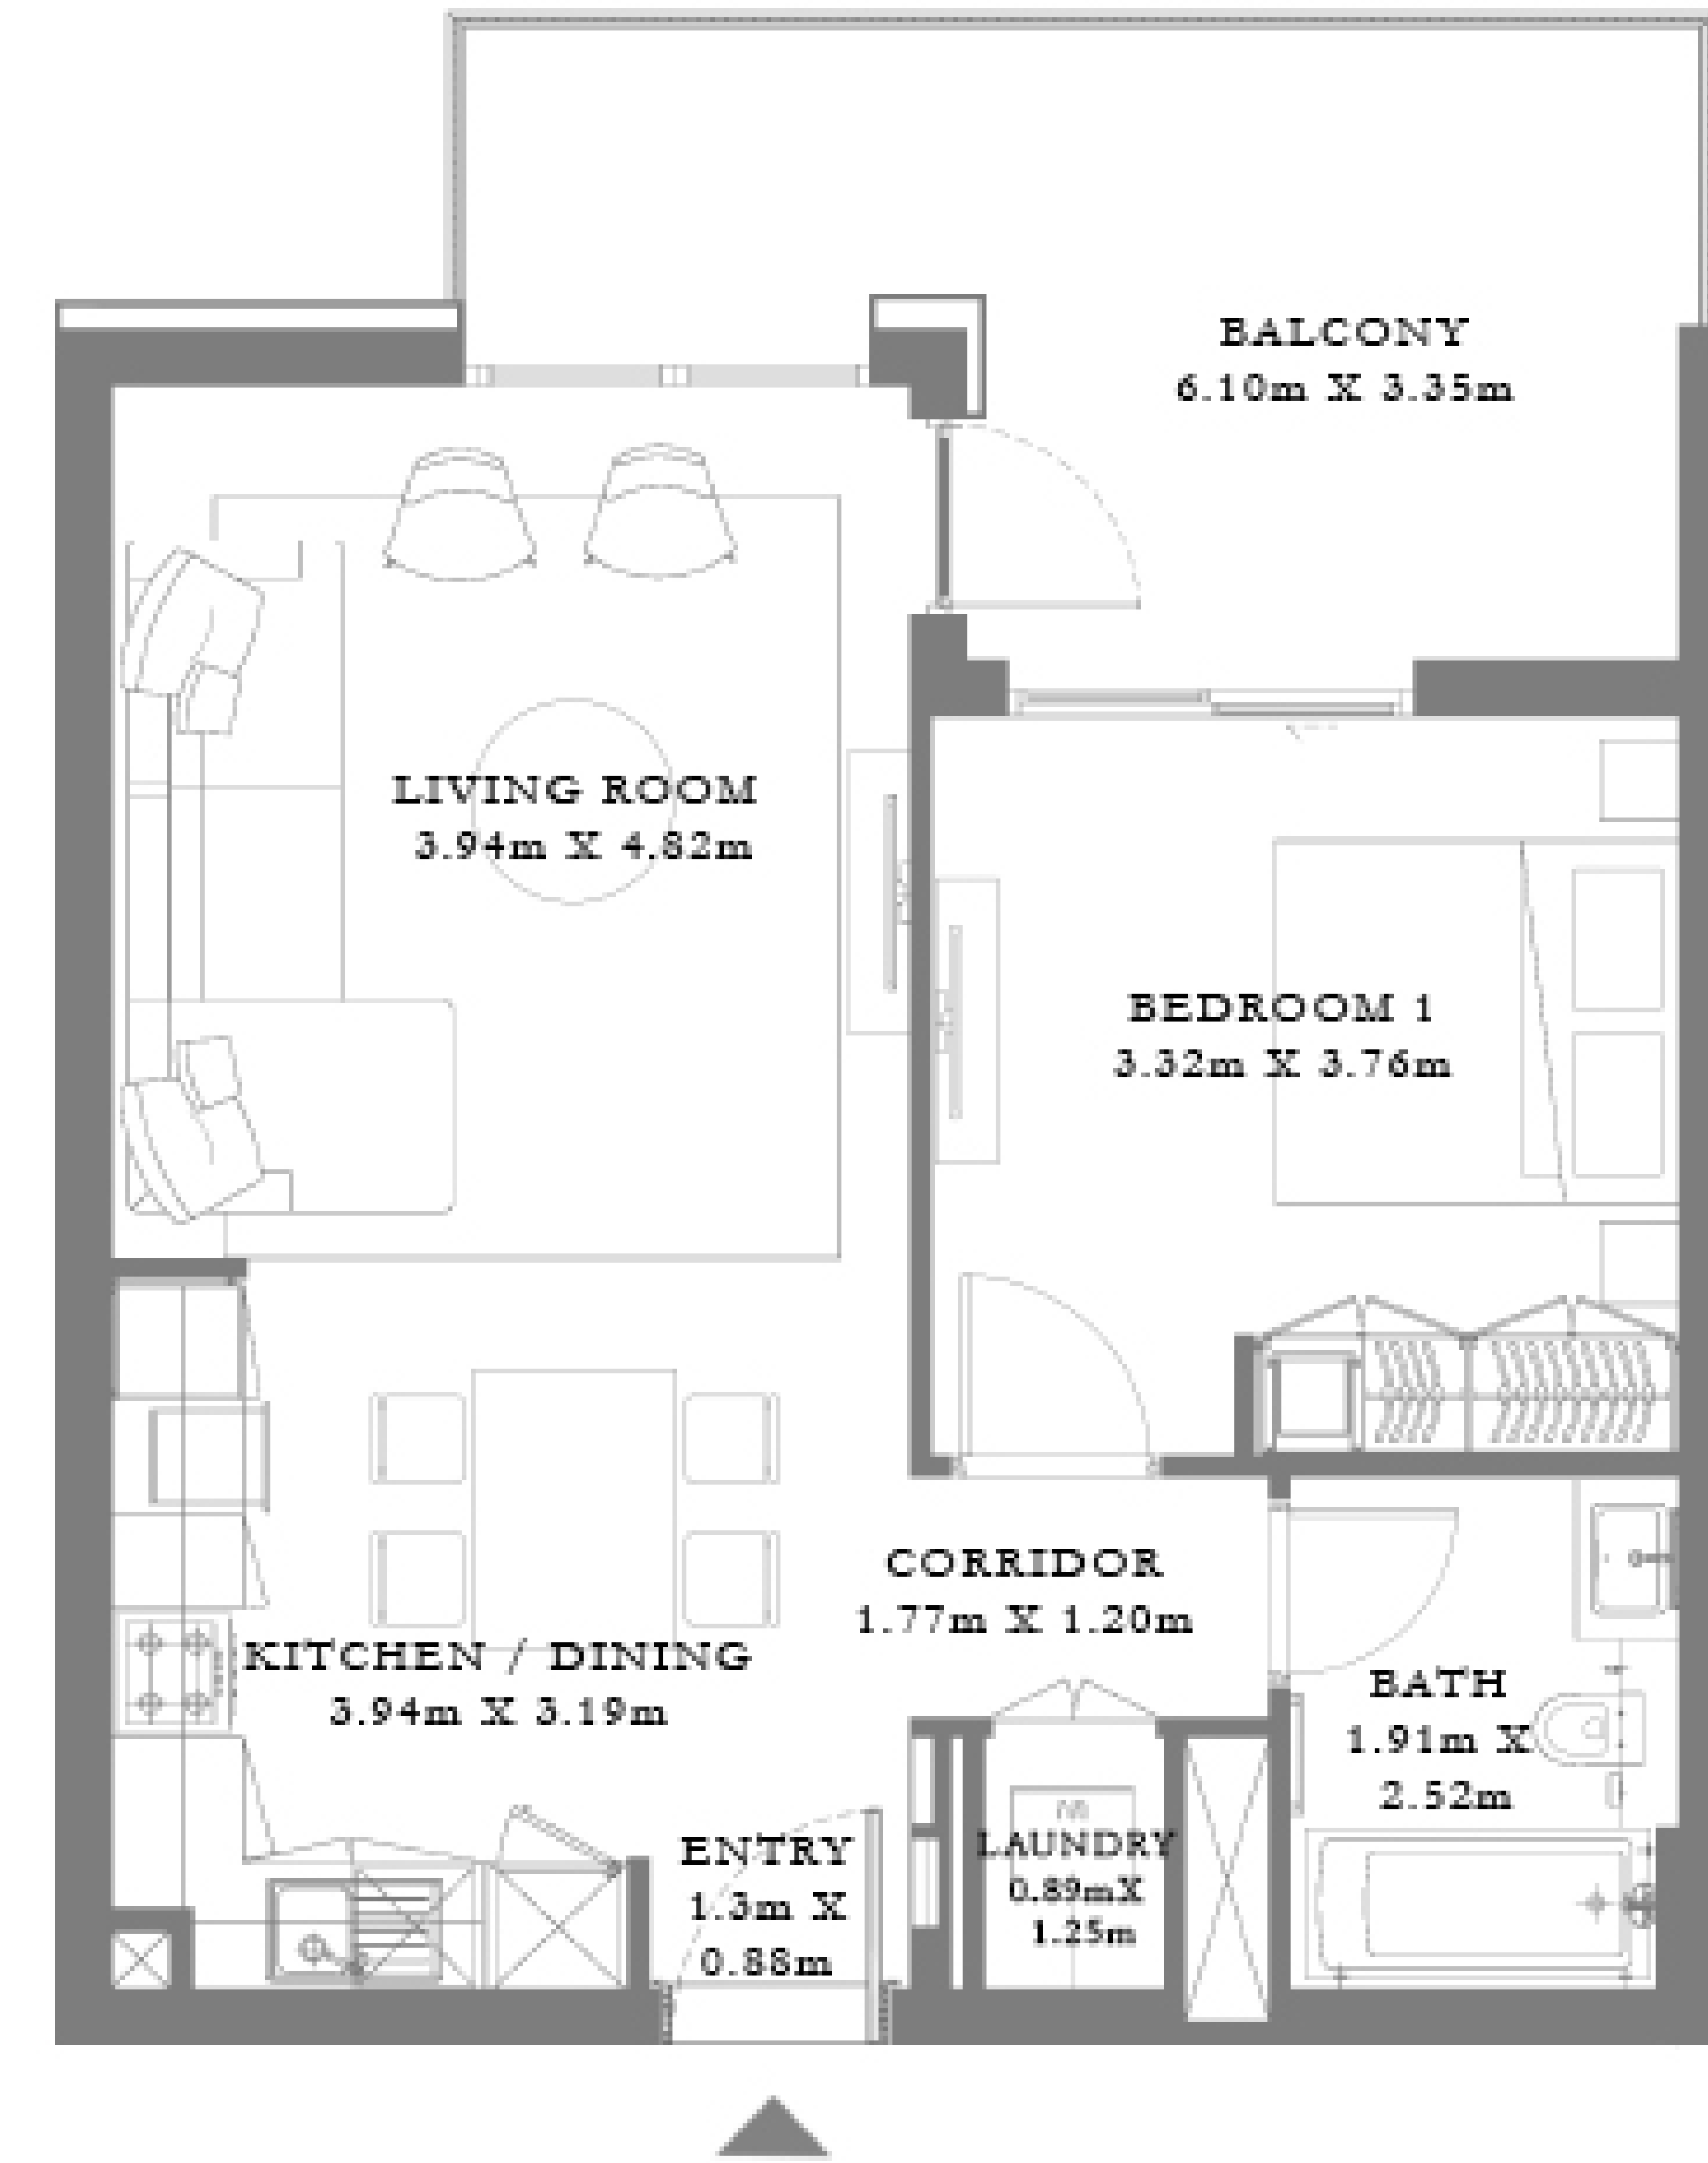 BALCONY
6.10m X 3.35m
LIVING ROOM
3.94m X 4.82m
BEDROOM 1
3.32m X 3.76m
CORRIDOR
1.77m X 1.20m
KITCHEN / DINING
3.94m X 3.19m
BATH
1.91m X
2.52m
ENTRY
1.3m X
0.88m
LAUNDRY
0.89mX
1.25m